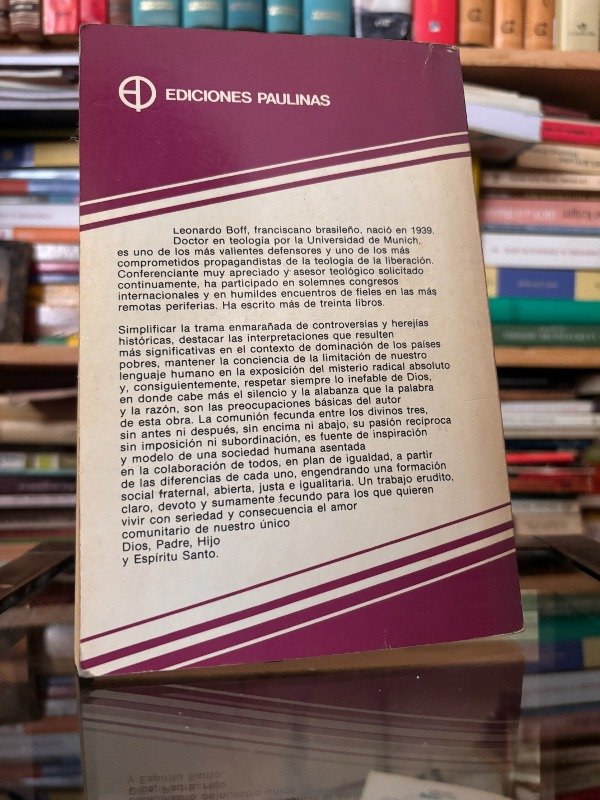 EDICIONES PAULINAS
Leonardo Boff, franciscano brasileño, nació en 1939.
Doctor en teología por la Universidad de Munich,
es uno de los más valientes defensores y uno de los más
comprometidos propagandistas de la teología de la liberación.
Conferenciante muy apreciado y asesor teológico solicitado
continuamente, ha participado en solemnes congresos
internacionales y en humildes encuentros de fieles en las más
remotas periferias. Ha escrito más de treinta libros.
Simplificar la trama enmarañada de controversias y herejías
históricas, destacar las interpretaciones que resulten
más significativas en el contexto de dominación de los países
pobres, mantener la conciencia de la limitación de nuestro
lenguaje humano en la exposición del misterio radical absoluto
y, consiguientemente, respetar siempre lo inefable de Dios,
en donde cabe más el silencio y la alabanza que la palabra
y la razón, son las preocupaciones básicas del autor
de esta obra. La comunión fecunda entre los divinos tres,
sin antes ni después, sin encima ni abajo, su pasión recíproca
sin imposición ni subordinación, es fuente de inspiración
y modelo de una sociedad humana asentada
en la colaboración de todos, en plan de igualdad, a partir
de las diferencias de cada uno, engendrando una formación
social fraternal, abierta, justa e igualitaria. Un trabajo erudito,
claro, devoto y sumamente fecundo para los que quieren
vivir con seriedad y consecuencia el amor
comunitario de nuestro único
Dios, Padre, Hijo
y Espíritu Santo.